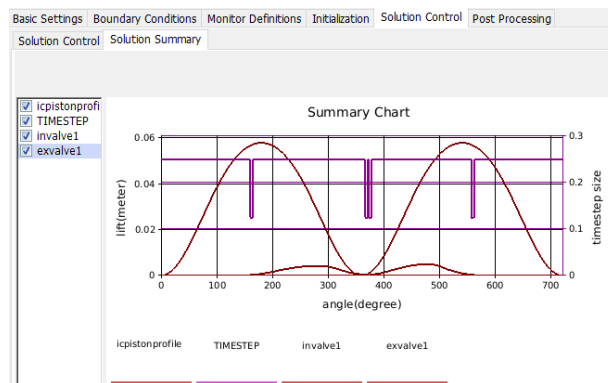 Basic Settings Boundary Conditions Monitor Definitions Initialization Solution Control Post Processing
Solution Control Solution Summary
icpistonprofi
TIMESTEP
invalve1
exvalve1
Summary Chart
0.06
0.04
0.02
0
lift(meter)
0.3
0.2
0.1
0
timestep size
0 100 200 300 400 500 600 700
angle(degree)
icpistonprofile TIMESTEP invalve1 exvalve1